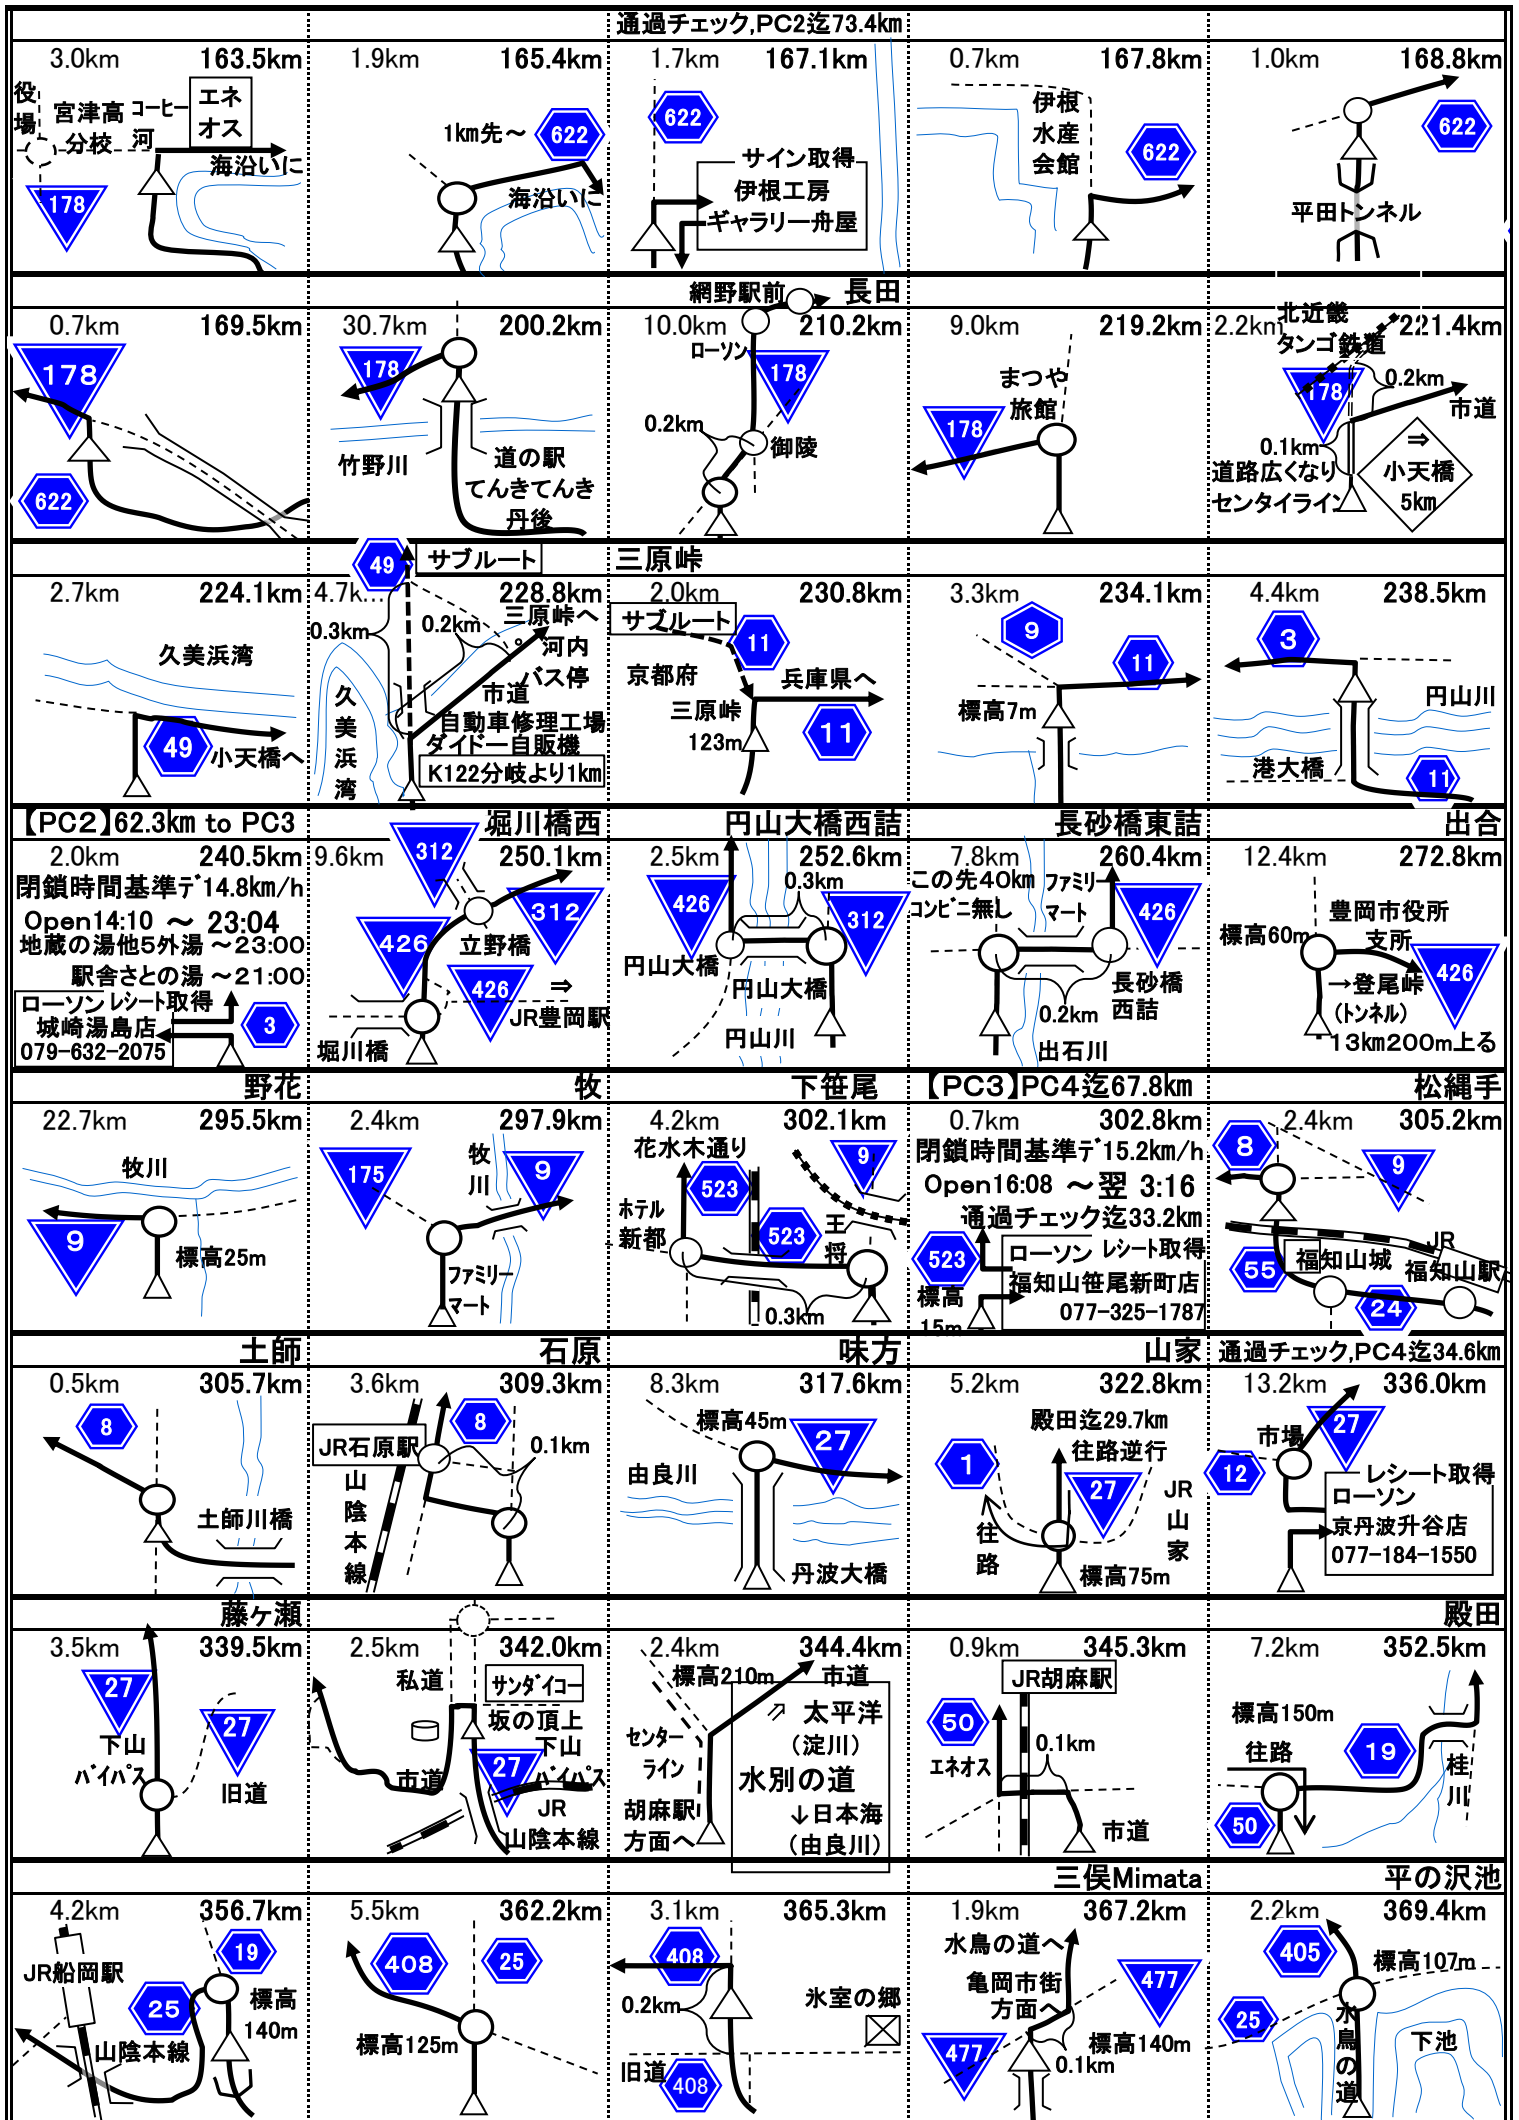 通過チェック,PC2迄73.4km
3.0km 163.5km
役場
宮津高
分校
コーヒー
河
エネ
オス
海沿いに
178
1.9km 165.4km
1km先～
622
海沿いに
1.7km 167.1km
622
サイン取得
伊根工房
ギャラリー舟屋
0.7km 167.8km
伊根
水産
会館
622
1.0km 168.8km
622
平田トンネル
0.7km 169.5km
178
622
30.7km 200.2km
178
竹野川
道の駅
てんきてんき
丹後
長田
網野駅前
10.0km 210.2km
ローソン
178
0.2km
御陵
9.0km 219.2km
まつや
旅館
178
2.2km 221.4km
北近畿
タンゴ鉄道
178
0.2km
市道
0.1km
道路広くなり
センタイライン
⇒
小天橋
5km
2.7km 224.1km
久美浜湾
49
小天橋へ
49
サブルート
4.7k... 228.8km
0.3km
0.2km
三原峠へ
河内
バス停
久美浜湾
市道
自動車修理工場
ダイドー自販機
K122分岐より1km
三原峠
2.0km 230.8km
サブルート
11
京都府
兵庫県へ
三原峠
123m
11
3.3km 234.1km
9
11
標高7m
4.4km 238.5km
3
円山川
港大橋
11
【PC2】62.3km to PC3
2.0km 240.5km
閉鎖時間基準ﾃﾞ14.8km/h
Open14:10 ～ 23:04
地蔵の湯他5外湯 ～23:00
駅舎さとの湯 ～21:00
ローソン レシート取得
城崎湯島店
079-632-2075
3
堀川橋西
9.6km 250.1km
312
312
426
立野橋
426
⇒
JR豊岡駅
堀川橋
円山大橋西詰
2.5km 252.6km
0.3km
426
312
円山大橋
円山大橋
円山川
長砂橋東詰
7.8km 260.4km
この先40km
コンビニ無し
ファミリー
マート
426
長砂橋
西詰
0.2km
出石川
出合
12.4km 272.8km
豊岡市役所
支所
標高60m
426
→登尾峠
(トンネル)
13km200m上る
野花
22.7km 295.5km
牧川
9
標高25m
牧
2.4km 297.9km
175
牧川
9
ファミリー
マート
下笹尾
4.2km 302.1km
花水木通り
9
523
ホテル
新都
523
王将
0.3km
【PC3】PC4迄67.8km
0.7km 302.8km
閉鎖時間基準ﾃﾞ15.2km/h
Open16:08 ～翌 3:16
通過チェック迄33.2km
523
ローソン レシート取得
福知山笹尾新町店
077-325-1787
標高
15m
松縄手
2.4km 305.2km
8
9
JR
福知山駅
55
福知山城
24
土師
0.5km 305.7km
8
土師川橋
石原
3.6km 309.3km
8
JR石原駅
0.1km
山陰本線
味方
8.3km 317.6km
標高45m
27
由良川
丹波大橋
山家
5.2km 322.8km
殿田迄29.7km
往路逆行
1
27
JR山家
往路
標高75m
通過チェック,PC4迄34.6km
13.2km 336.0km
市場
27
12
レシート取得
ローソン
京丹波升谷店
077-184-1550
藤ヶ瀬
3.5km 339.5km
27
27
下山
バイパス
旧道
2.5km 342.0km
私道
サンダイコー
坂の頂上
下山
バイパス
27
市道
JR
山陰本線
2.4km 344.4km
標高210m
市道
⇗ 太平洋
(淀川)
センター
ライン
水別の道
胡麻駅
方面へ
↓日本海
(由良川)
0.9km 345.3km
JR胡麻駅
50
0.1km
エネオス
市道
殿田
7.2km 352.5km
標高150m
往路
19
桂川
50
4.2km 356.7km
19
JR船岡駅
25
標高
140m
山陰本線
5.5km 362.2km
408
25
標高125m
3.1km 365.3km
408
0.2km
氷室の郷
旧道
408
三俣Mimata
1.9km 367.2km
水鳥の道へ
亀岡市街
方面へ
477
477
標高140m
0.1km
平の沢池
2.2km 369.4km
405
標高107m
25
水鳥の道
下池